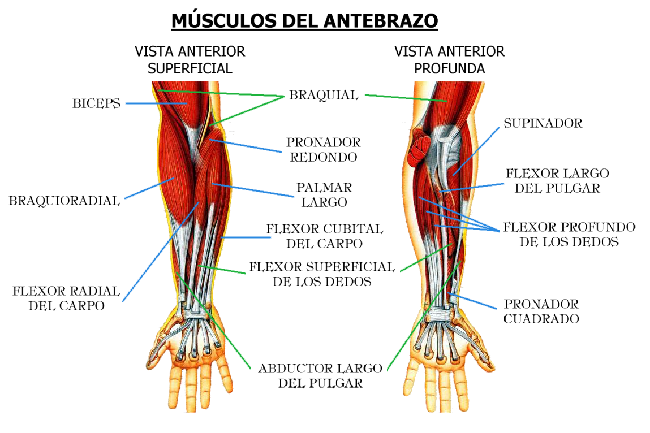 MÚSCULOS DEL ANTEBRAZO
VISTA ANTERIOR
SUPERFICIAL
VISTA ANTERIOR
PROFUNDA
BICEPS
BRAQUIAL
SUPINADOR
PRONADOR
REDONDO
FLEXOR LARGO
DEL PULGAR
BRAQUIORADIAL
PALMAR
LARGO
FLEXOR CUBITAL
DEL CARPO
FLEXOR PROFUNDO
DE LOS DEDOS
FLEXOR SUPERFICIAL
DE LOS DEDOS
FLEXOR RADIAL
DEL CARPO
PRONADOR
CUADRADO
ABDUCTOR LARGO
DEL PULGAR